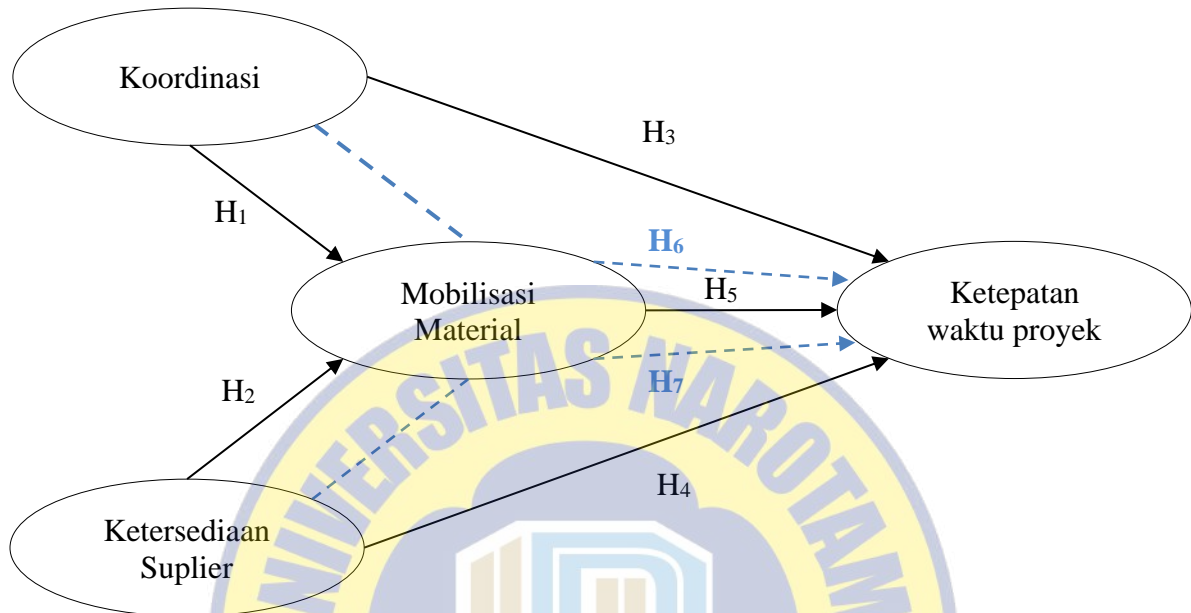 Koordinasi
H3
H1
H6
Mobilisasi
Material
H5
Ketepatan
waktu proyek
H7
H2
H4
Ketersediaan
Suplier
UNIVERSITAS NAROTAM